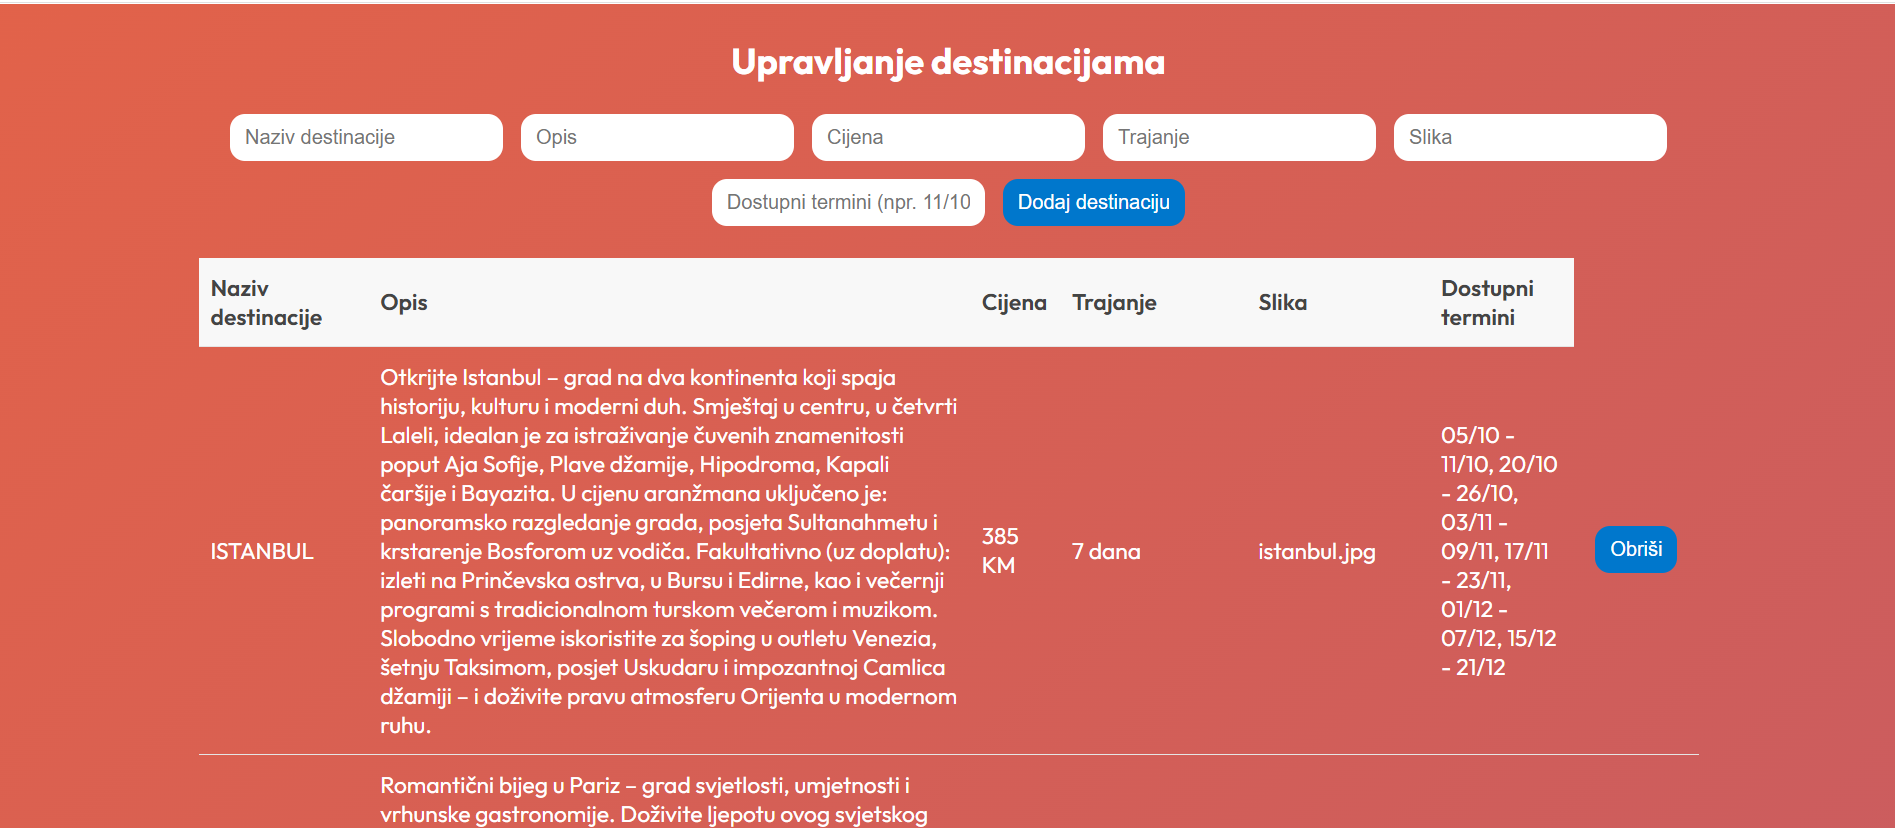 Upravljanje destinacijama
Naziv destinacije
Opis
Cijena
Trajanje
Slika
Dostupni termini (npr. 11/10
Dodaj destinaciju
Naziv
destinacije
Opis
Cijena
Trajanje
Slika
Dostupni
termini
ISTANBUL
Otkrijte Istanbul – grad na dva kontinenta koji spaja
historiju, kulturu i moderni duh. Smještaj u centru, u četvrti
Laleli, idealan je za istraživanje čuvenih znamenitosti
poput Aja Sofije, Plave džamije, Hipodroma, Kapali
čaršije i Bayazita. U cijenu aranžmana uključeno je:
panoramsko razgledanje grada, posjeta Sultanahmetu i
krstarenje Bosforom uz vodiča. Fakultativno (uz doplatu):
izleti na Prinčevska ostrva, u Bursu i Edirne, kao i večernji
programi s tradicionalnom turskom večerom i muzikom.
Slobodno vrijeme iskoristite za šoping u outletu Venezia,
šetnju Taksimom, posjet Uskudaru i impozantnoj Camlica
džamiji – i doživite pravu atmosferu Orijenta u modernom
ruhu.
385
KM
7 dana
istanbul.jpg
05/10 -
11/10, 20/10
- 26/10,
03/11 -
09/11, 17/11
- 23/11,
01/12 -
07/12, 15/12
- 21/12
Obriši
Romantični bijeg u Pariz – grad svjetlosti, umjetnosti i
vrhunske gastronomije. Doživite ljepotu ovog svjetskog